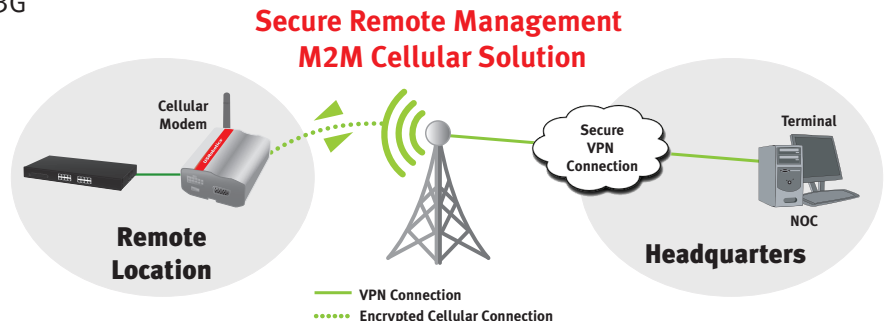 3G
Secure Remote Management
M2M Cellular Solution
Cellular
Modem
USRobotics
Remote
Location
Secure
VPN
Connection
Terminal
NOC
Headquarters
VPN Connection
Encrypted Cellular Connection